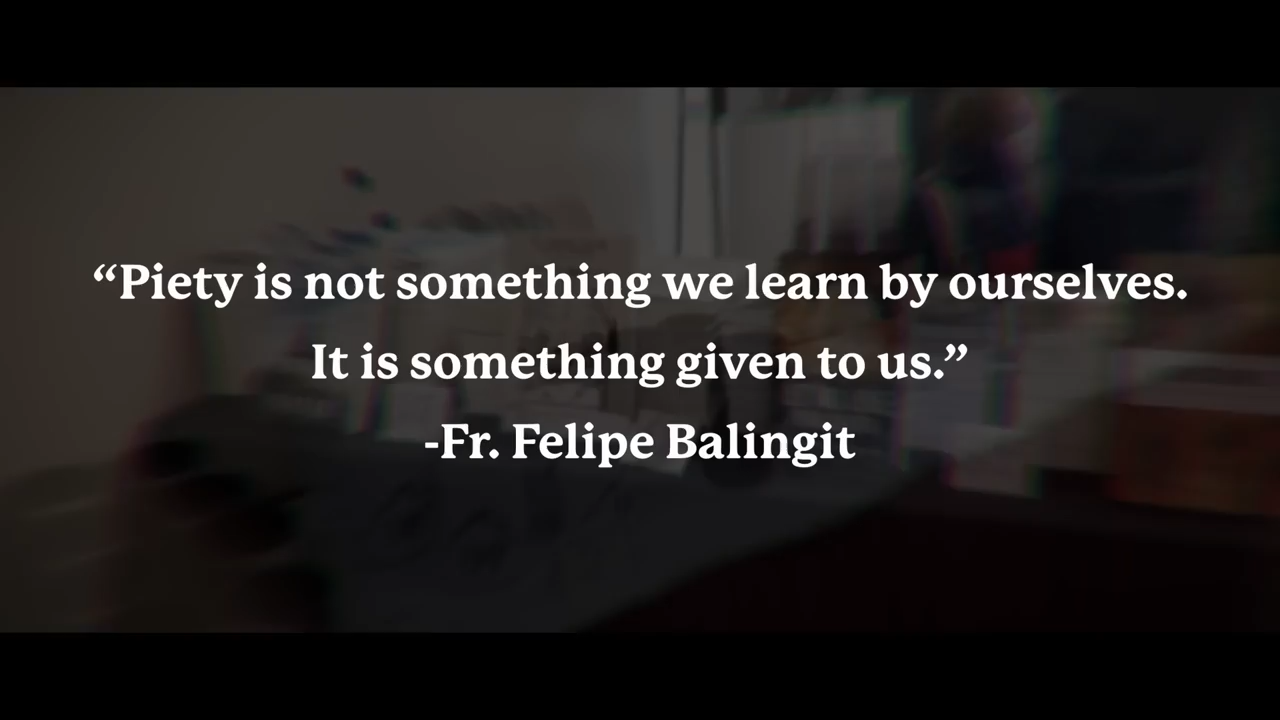 “Piety is not something we learn by ourselves.
It is something given to us.”
-Fr. Felipe Balingit